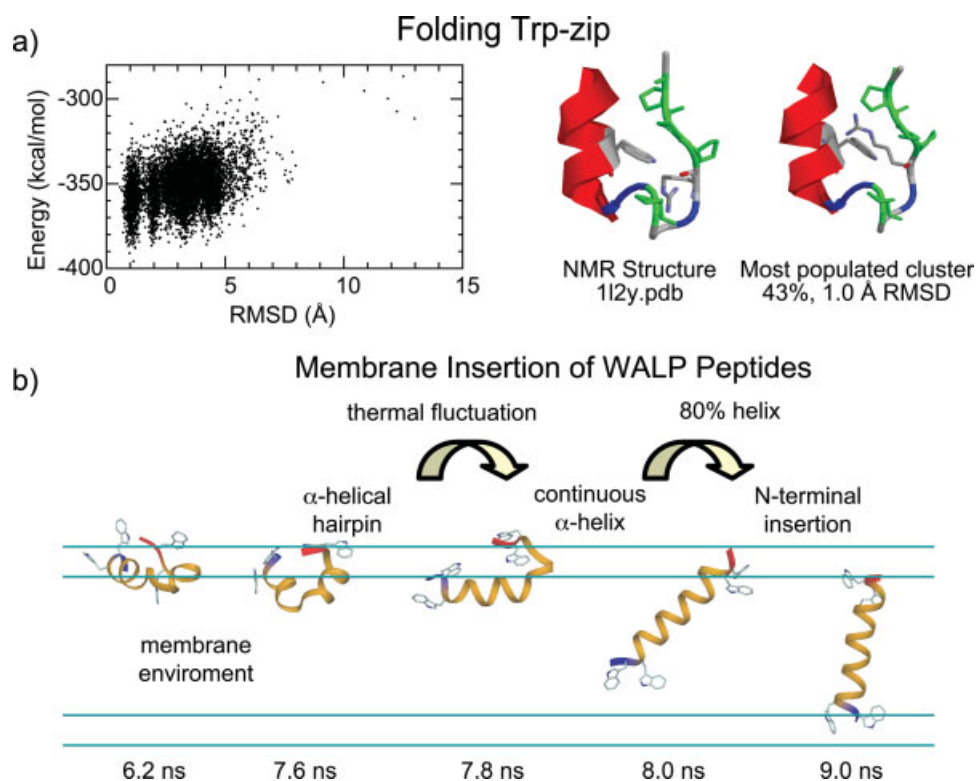 a)
Folding Trp-zip
Energy (kcal/mol)
-300
-350
-400
0
5
10
15
RMSD (Å)
NMR Structure
1l2y.pdb
Most populated cluster
43%, 1.0 Å RMSD
b)
Membrane Insertion of WALP Peptides
thermal fluctuation
80% helix
α-helical
hairpin
continuous
α-helix
N-terminal
insertion
membrane
enviroment
6.2 ns
7.6 ns
7.8 ns
8.0 ns
9.0 ns